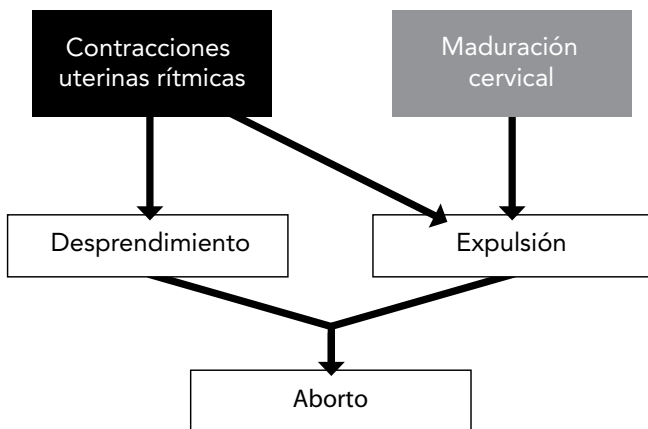 Contracciones
uterinas rítmicas
Maduración
cervical
Desprendimiento
Expulsión
Aborto